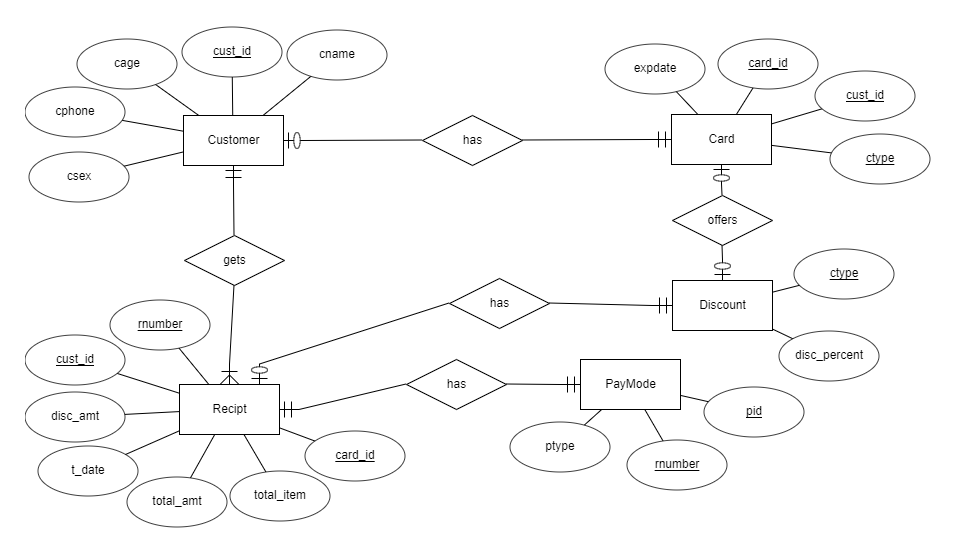 cage
cust_id
cname
cphone
csex
Customer
has
expdate
card_id
cust_id
ctype
Card
offers
gets
ctype
Discount
disc_percent
has
rnumber
cust_id
disc_amt
t_date
total_amt
total_item
card_id
Recipt
has
PayMode
pid
ptype
rnumber